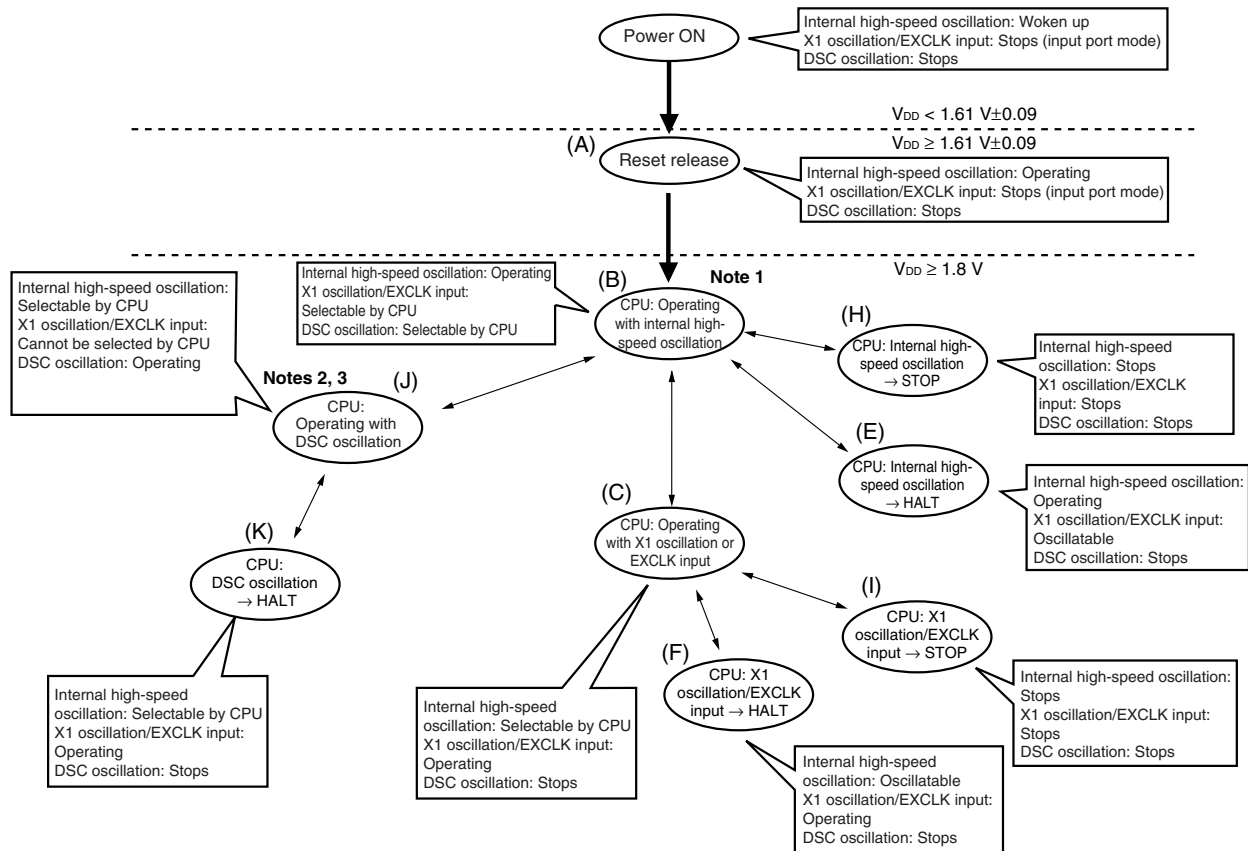 Power ON
Internal high-speed oscillation: Woken up
X1 oscillation/EXCLK input: Stops (input port mode)
DSC oscillation: Stops
VDD < 1.61 V±0.09
VDD ≥ 1.61 V±0.09
(A)
Reset release
Internal high-speed oscillation: Operating
X1 oscillation/EXCLK input: Stops (input port mode)
DSC oscillation: Stops
VDD ≥ 1.8 V
Internal high-speed oscillation:
Selectable by CPU
X1 oscillation/EXCLK input:
Cannot be selected by CPU
DSC oscillation: Operating
Internal high-speed oscillation: Operating
X1 oscillation/EXCLK input:
Selectable by CPU
DSC oscillation: Selectable by CPU
(B)
Note 1
CPU: Operating
with internal high-
speed oscillation
(H)
CPU: Internal high-
speed oscillation
→ STOP
Internal high-speed
oscillation: Stops
X1 oscillation/EXCLK
input: Stops
DSC oscillation: Stops
Notes 2, 3
(J)
CPU:
Operating with
DSC oscillation
(E)
CPU: Internal high-
speed oscillation
→ HALT
Internal high-speed oscillation:
Operating
X1 oscillation/EXCLK input:
Oscillatable
DSC oscillation: Stops
(C)
CPU: Operating
with X1 oscillation or
EXCLK input
(K)
CPU:
DSC oscillation
→ HALT
(I)
CPU: X1
oscillation/EXCLK
input → STOP
(F)
CPU: X1
oscillation/EXCLK
input → HALT
Internal high-speed
oscillation: Selectable by CPU
X1 oscillation/EXCLK input:
Operating
DSC oscillation: Stops
Internal high-speed
oscillation: Selectable by CPU
X1 oscillation/EXCLK input:
Operating
DSC oscillation: Stops
Internal high-speed oscillation:
Stops
X1 oscillation/EXCLK input:
Stops
DSC oscillation: Stops
Internal high-speed
oscillation: Oscillatable
X1 oscillation/EXCLK input:
Operating
DSC oscillation: Stops